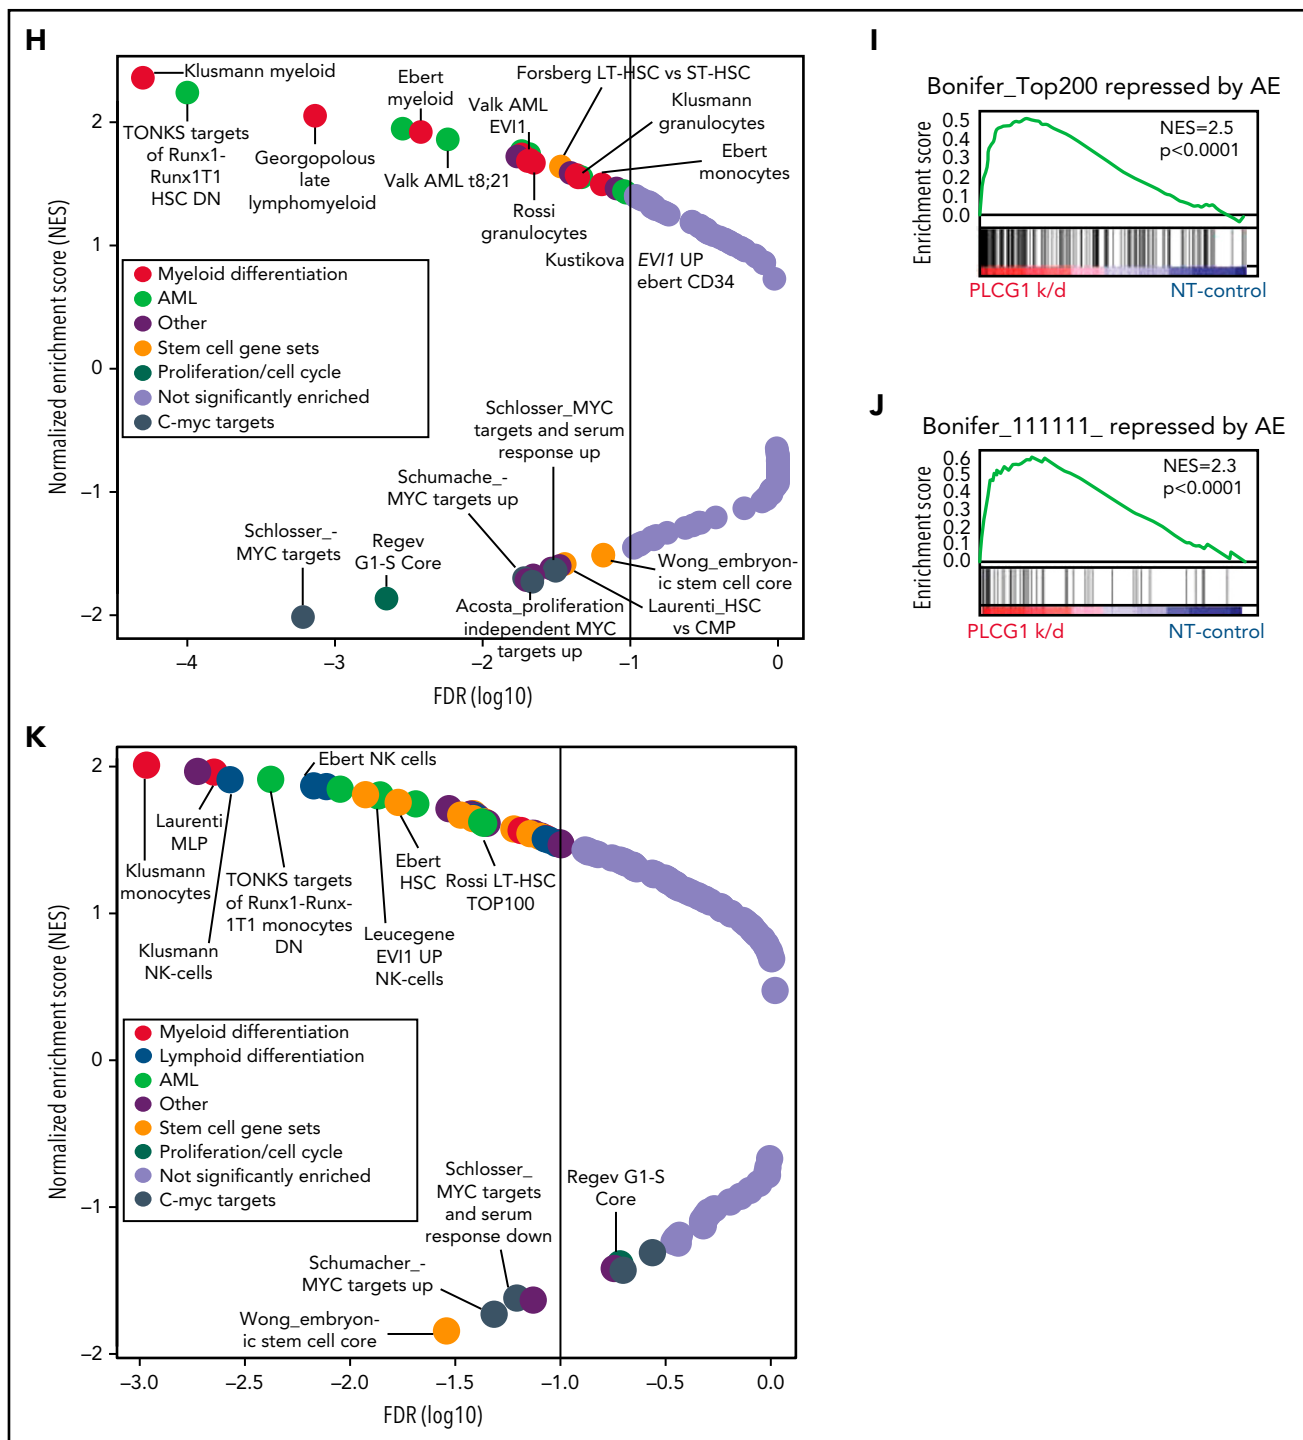 H
Klusmann myeloid
TONKS targets
of Runx1-
Runx1T1
HSC DN
Georgopolous
late
lymphomyeloid
Ebert
myeloid
Valk AML t8;21
Valk AML
EVI1
Rossi
granulocytes
Forsberg LT-HSC vs ST-HSC
Klusmann
granulocytes
Ebert
monocytes
Kustikova EVI1 UP
ebert CD34
Normalized enrichment score (NES)
2
1
0
–1
–2
Myeloid differentiation
AML
Other
Stem cell gene sets
Proliferation/cell cycle
Not significantly enriched
C-myc targets
Schlosser_MYC
targets and serum
response up
Schumache_-
MYC targets up
Schlosser_-
MYC targets
Regev
G1-S Core
Wong_embryon-
ic stem cell core
Laurenti_HSC
vs CMP
Acosta_proliferation
independent MYC
targets up
–4 –3 –2 –1 0
FDR (log10)
I
Bonifer_Top200 repressed by AE
Enrichment score
0.5
0.4
0.3
0.2
0.1
0.0
NES=2.5
p<0.0001
PLCG1 k/d NT-control
J
Bonifer_111111_ repressed by AE
Enrichment score
0.6
0.5
0.4
0.3
0.2
0.1
0.0
NES=2.3
p<0.0001
PLCG1 k/d NT-control
K
Ebert NK cells
Laurenti
MLP
Klusmann
monocytes
Klusmann
NK-cells
TONKS targets
of Runx1-Runx-
1T1 monocytes
DN
Leucegene
EVI1 UP
NK-cells
Ebert
HSC
Rossi LT-HSC
TOP100
Normalized enrichment score (NES)
2
1
0
–1
–2
Myeloid differentiation
Lymphoid differentiation
AML
Other
Stem cell gene sets
Proliferation/cell cycle
Not significantly enriched
C-myc targets
Schlosser_
MYC targets
and serum
response down
Regev G1-S
Core
Schumacher_-
MYC targets up
Wong_embryon-
ic stem cell core
–3.0 –2.5 –2.0 –1.5 –1.0 –0.5 0.0
FDR (log10)